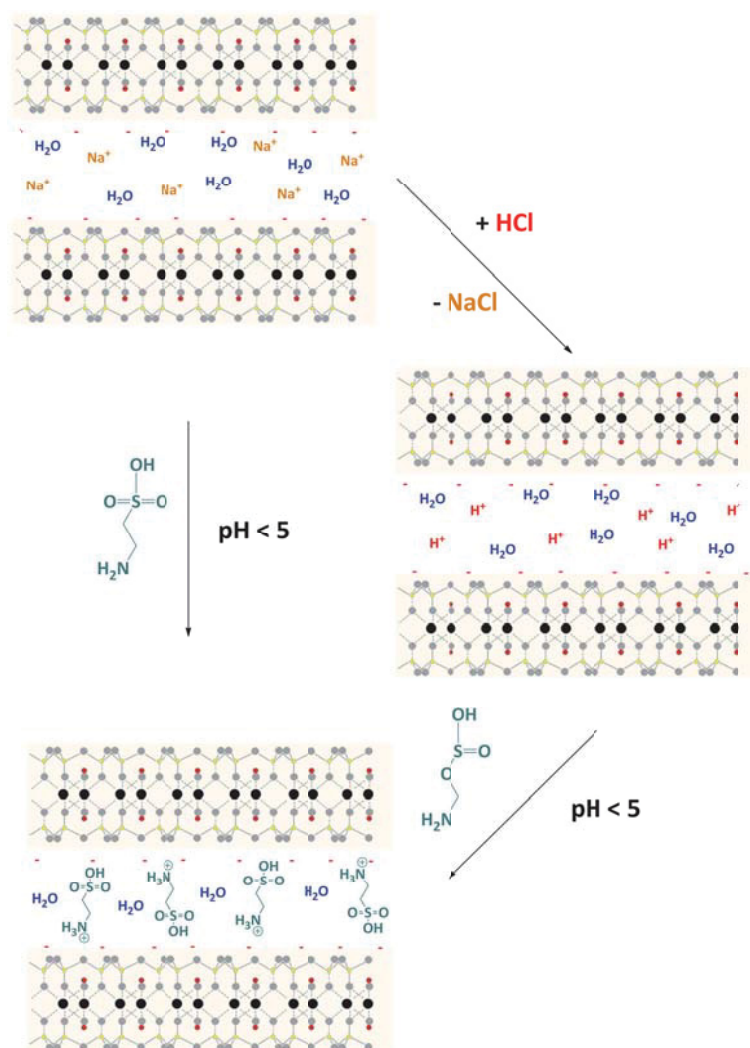 H₂O H₂O H₂O Na⁺
Na⁺ H₂O Na⁺
Na⁺ H₂O Na⁺ H₂O Na⁺ H₂O
+ HCl
- NaCl
OH
O=S=O
H₂N
pH < 5
H₂O H₂O H₂O H⁺
H⁺ H⁺ H₂O
H⁺ H₂O H⁺ H₂O H⁺ H₂O
OH
S=O
O
H₂N
pH < 5
OH H₃N⊕ OH H₃N⊕
O=S=O O=S=O
H₂O H₂O H₂O H₂O
O=S=O O=S=O
H₃N⊕ OH H₃N⊕ OH